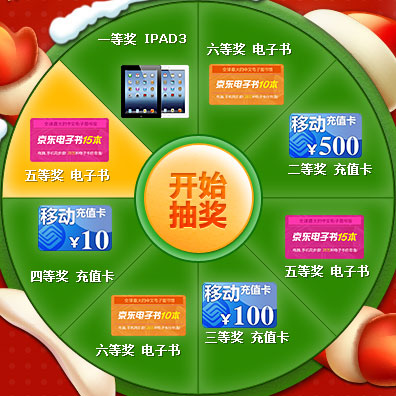 一等奖 IPAD3
六等奖 电子书
京东电子书10本
移动充值卡
¥500
二等奖 充值卡
京东电子书15本
五等奖 电子书
移动充值卡
¥100
三等奖 充值卡
京东电子书10本
六等奖 电子书
移动充值卡
¥10
四等奖 充值卡
京东电子书15本
五等奖 电子书
开始
抽奖